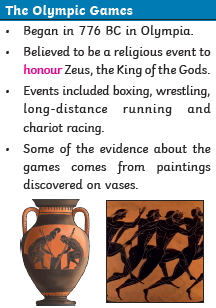 The Olympic Games
• Began in 776 BC in Olympia.
• Believed to be a religious event to
honour Zeus, the King of the Gods.
• Events included boxing, wrestling,
long-distance running and
chariot racing.
• Some of the evidence about the
games comes from paintings
discovered on vases.